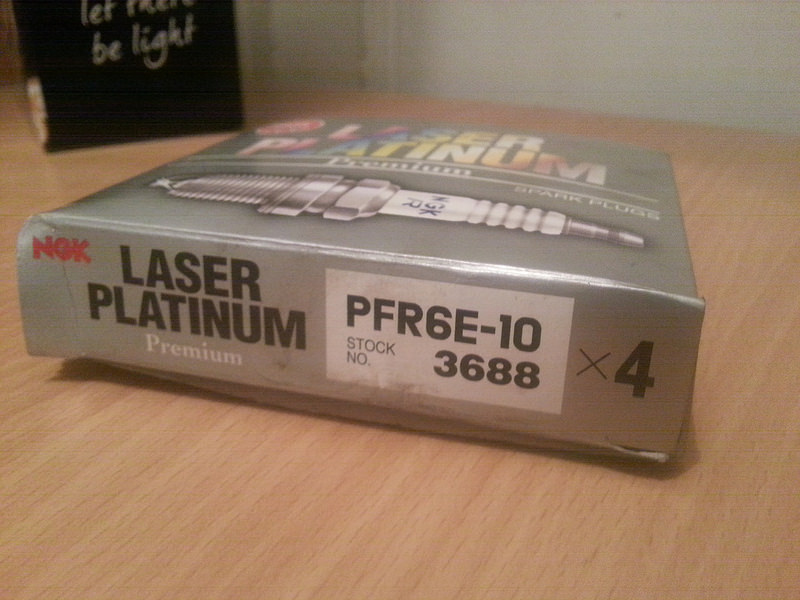 let there
be light
LASER
PLATINUM
Premium
SPARK PLUGS
NGK
R
NGK
LASER
PLATINUM
Premium
PFR6E-10
STOCK
NO. 3688
×4